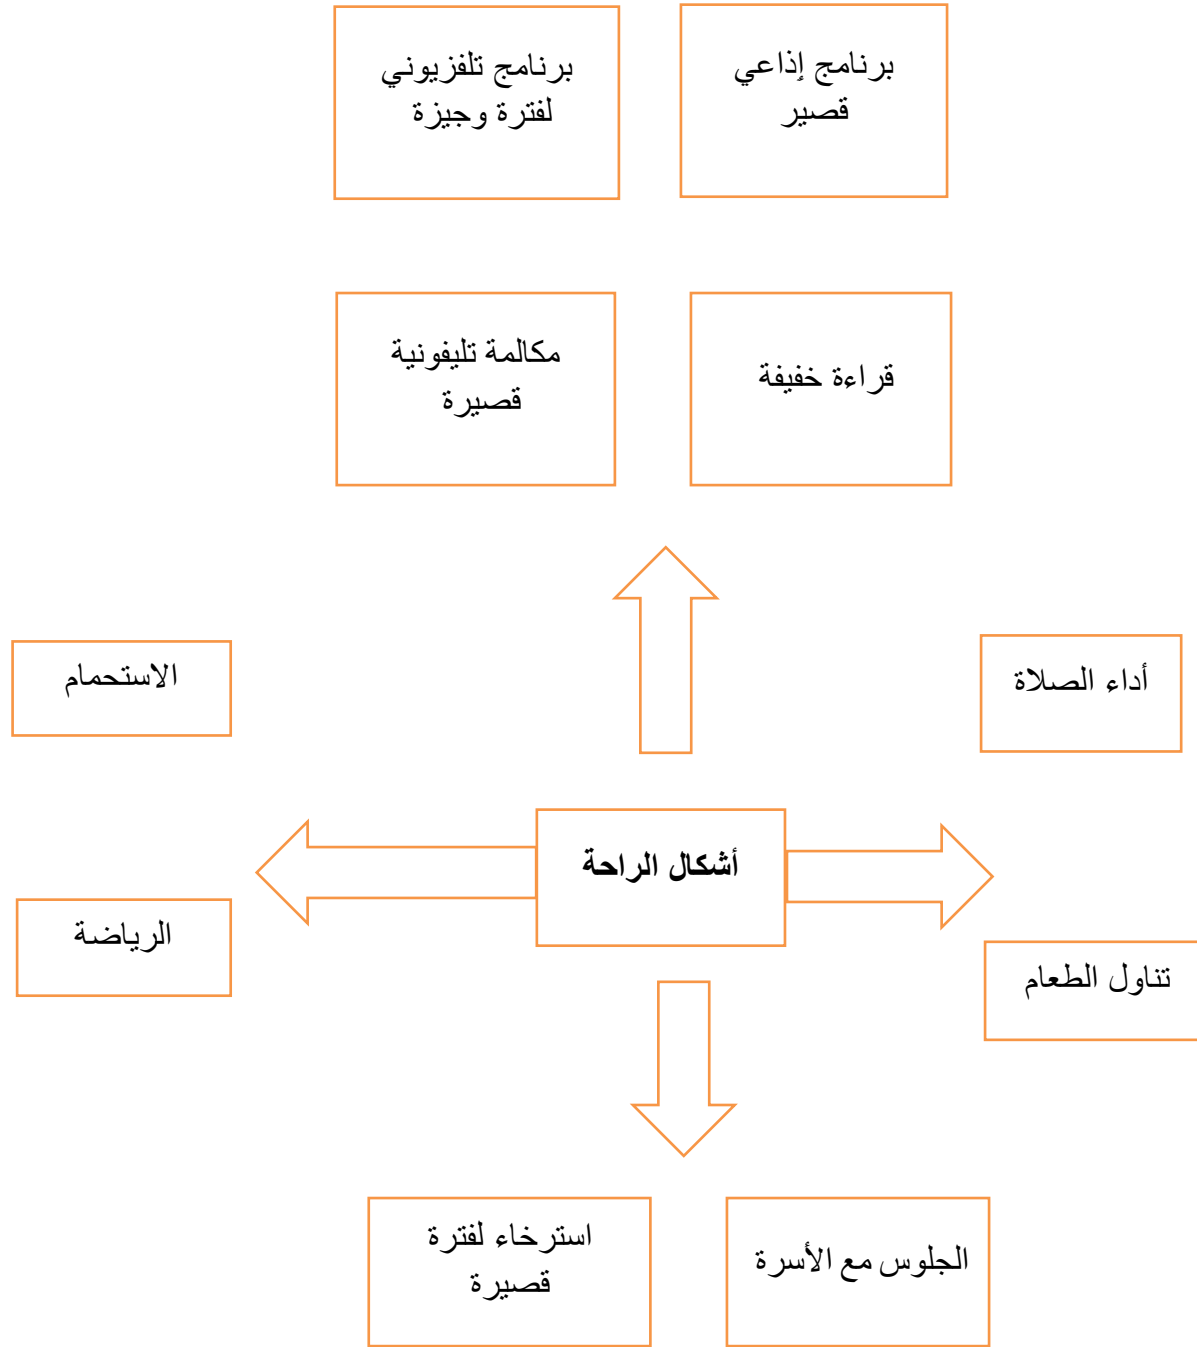 برنامج إذاعي
قصير
برنامج تلفزيوني
لفترة وجيزة
قراءة خفيفة
مكالمة تليفونية
قصيرة
أداء الصلاة
الاستحمام
أشكال الراحة
الرياضة
تناول الطعام
الجلوس مع الأسرة
استرخاء لفترة
قصيرة